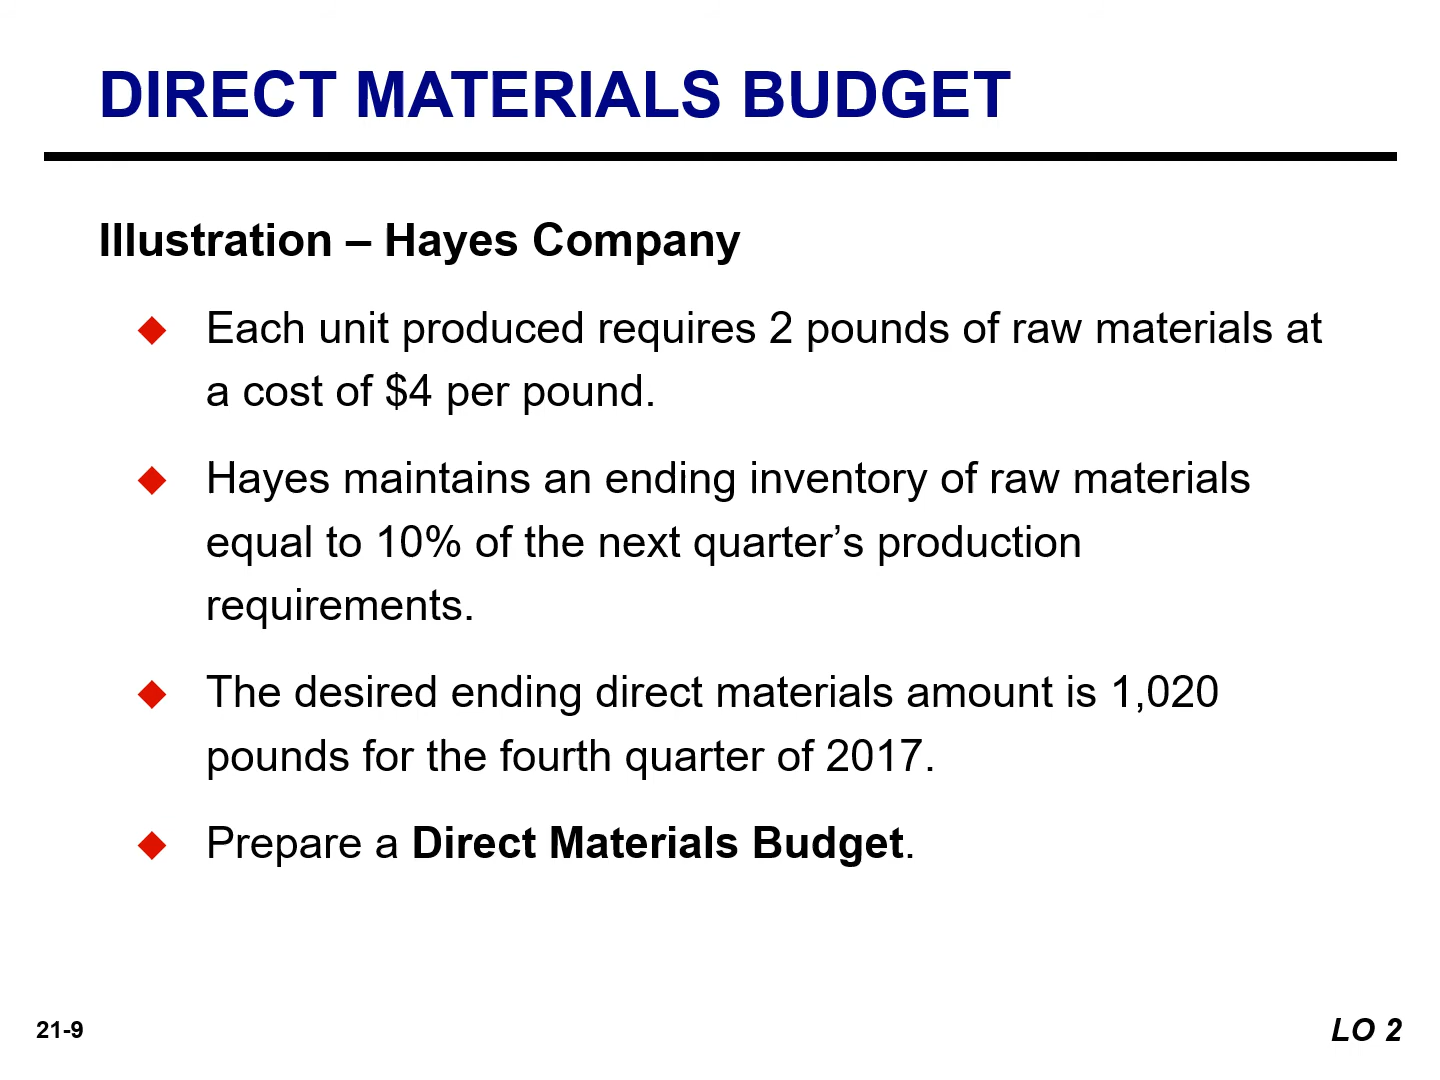 DIRECT MATERIALS BUDGET
Illustration – Hayes Company
Each unit produced requires 2 pounds of raw materials at
a cost of $4 per pound.
Hayes maintains an ending inventory of raw materials
equal to 10% of the next quarter’s production
requirements.
The desired ending direct materials amount is 1,020
pounds for the fourth quarter of 2017.
Prepare a Direct Materials Budget.
21-9
LO 2